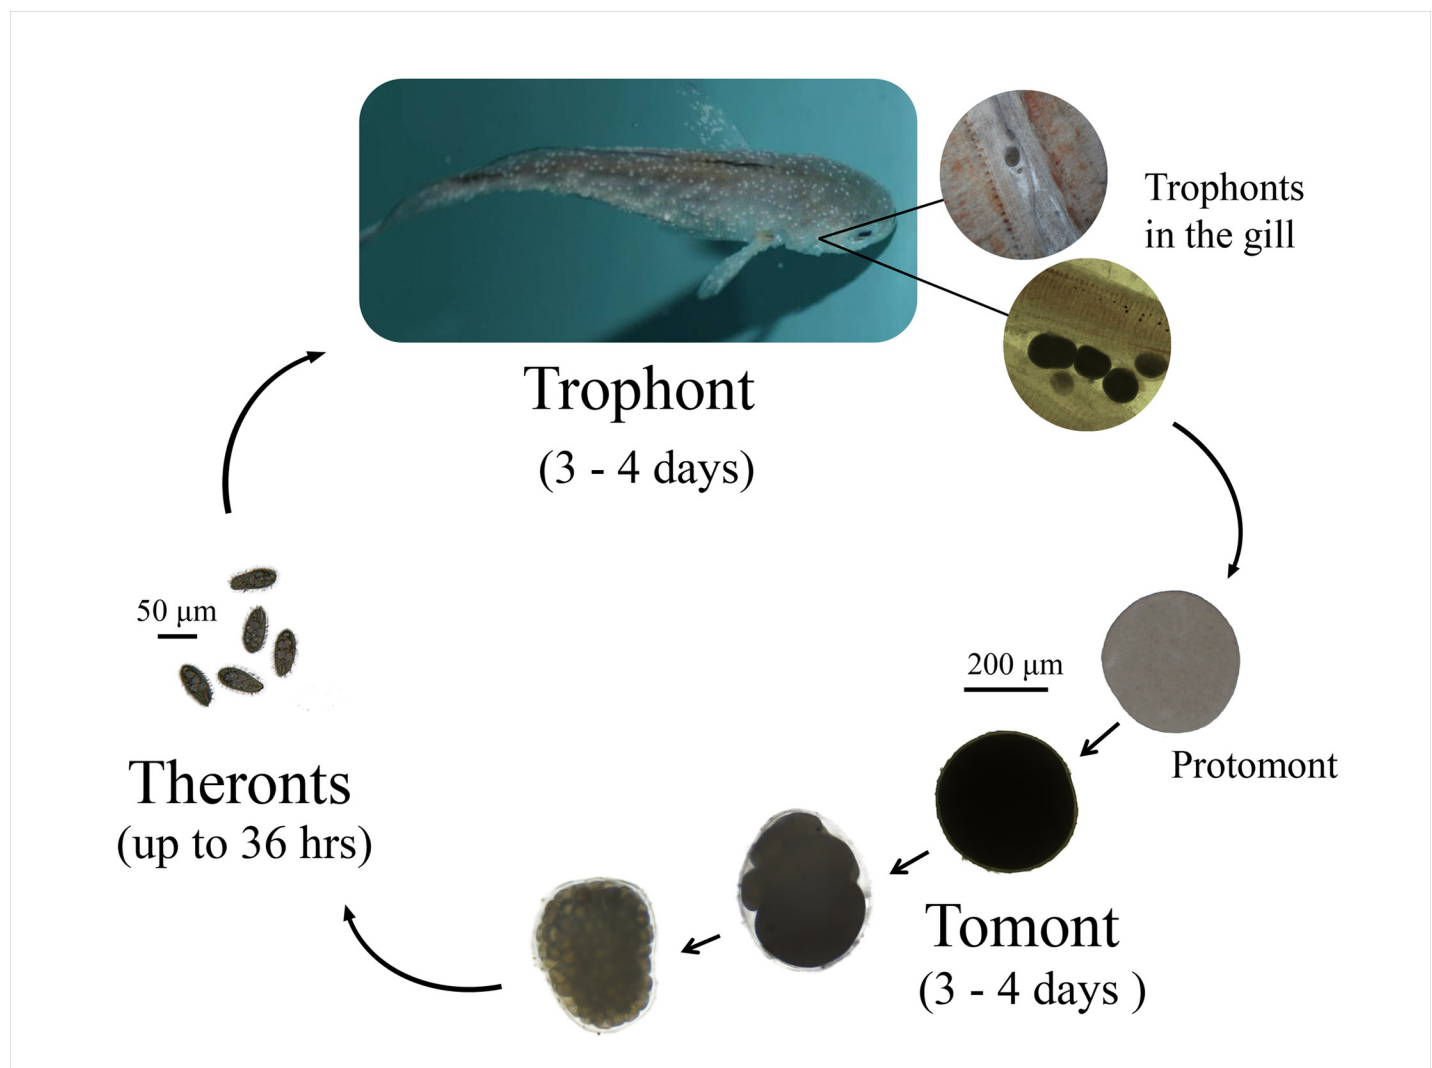 Trophonts
in the gill
Trophont
(3 - 4 days)
50 μm
200 μm
Protomont
Theronts
(up to 36 hrs)
Tomont
(3 - 4 days )